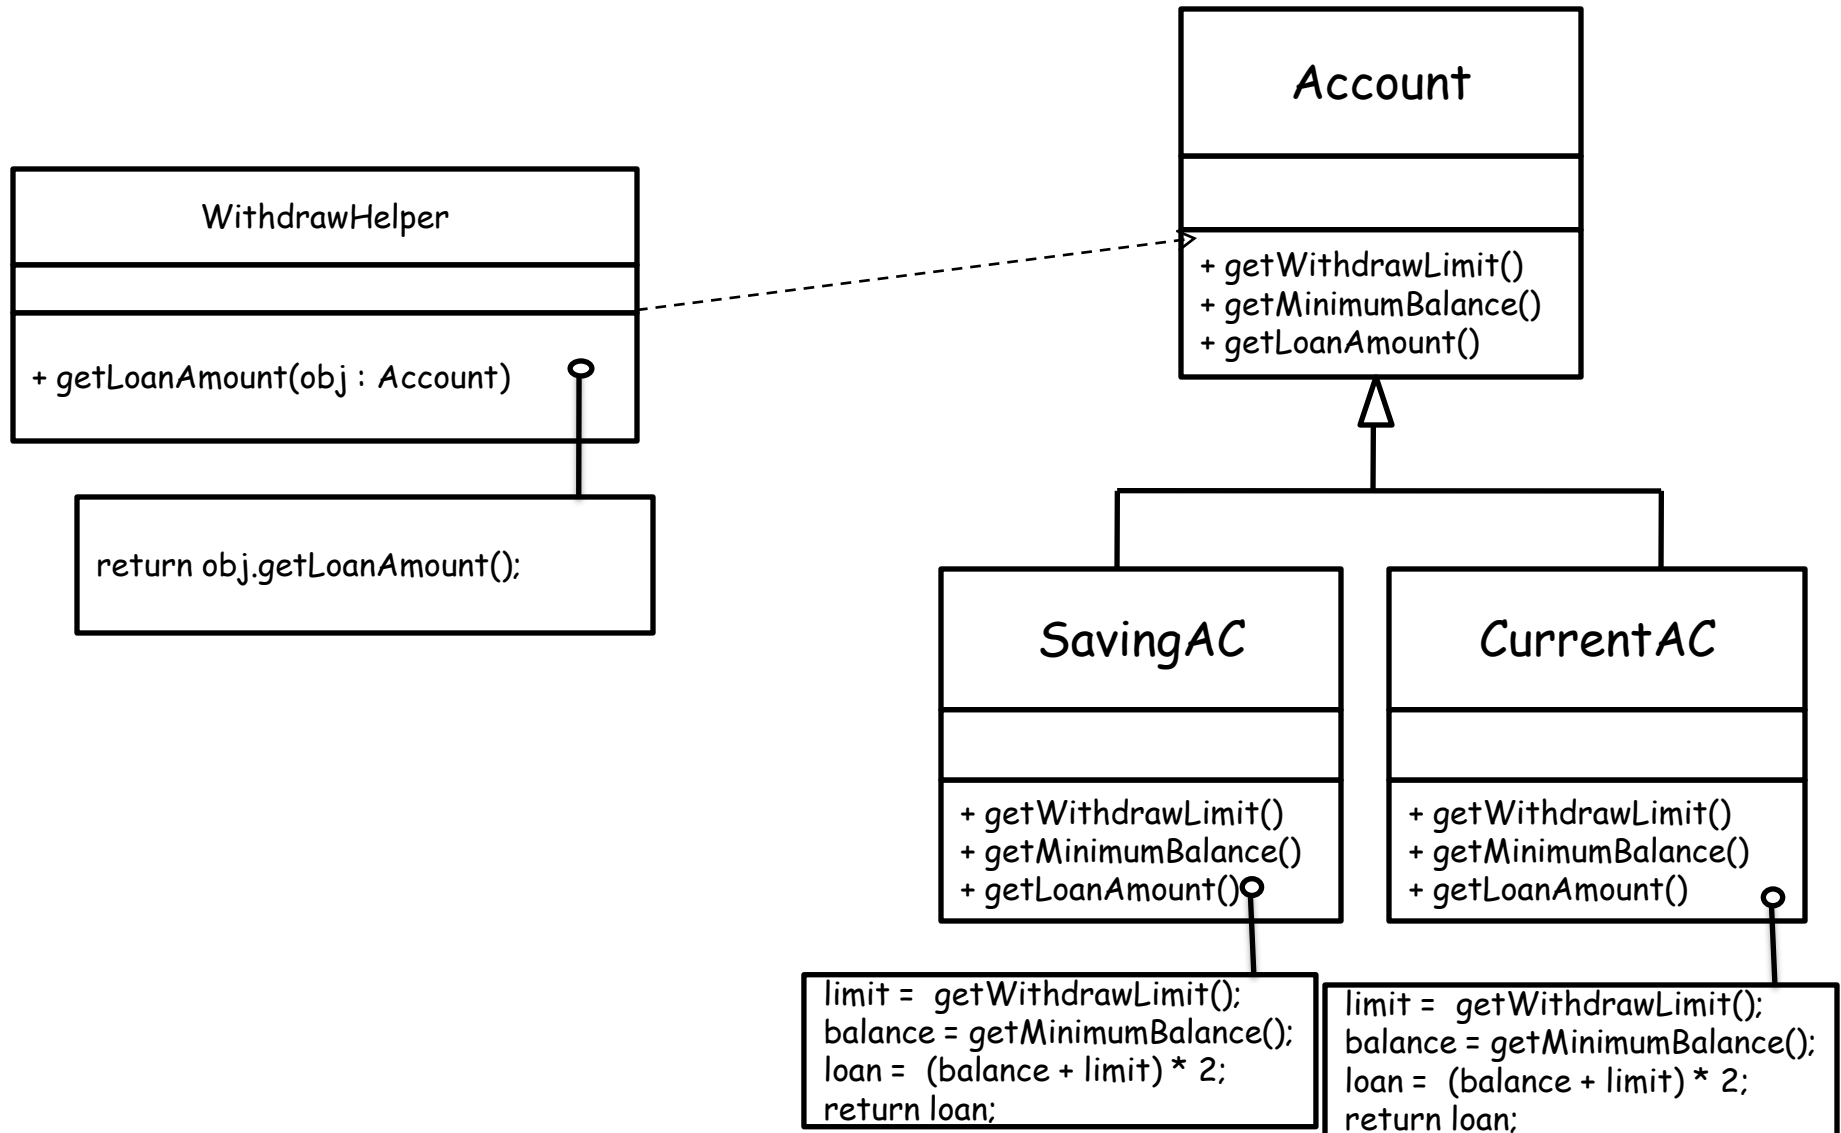 Account
+ getWithdrawLimit()
+ getMinimumBalance()
+ getLoanAmount()
WithdrawHelper
+ getLoanAmount(obj : Account)
return obj.getLoanAmount();
SavingAC
+ getWithdrawLimit()
+ getMinimumBalance()
+ getLoanAmount()
CurrentAC
+ getWithdrawLimit()
+ getMinimumBalance()
+ getLoanAmount()
limit = getWithdrawLimit();
balance = getMinimumBalance();
loan = (balance + limit) * 2;
return loan;
limit = getWithdrawLimit();
balance = getMinimumBalance();
loan = (balance + limit) * 2;
return loan;